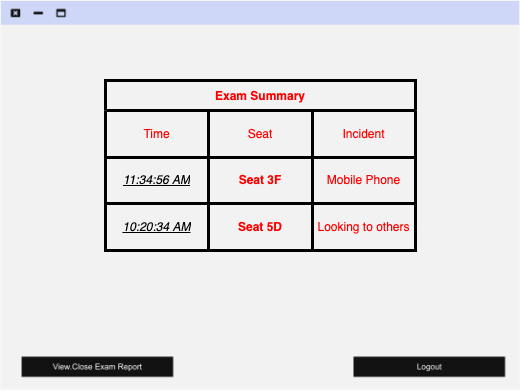 Exam Summary
Time Seat Incident
11:34:56 AM Seat 3F Mobile Phone
10:20:34 AM Seat 5D Looking to others
View.Close Exam Report Logout